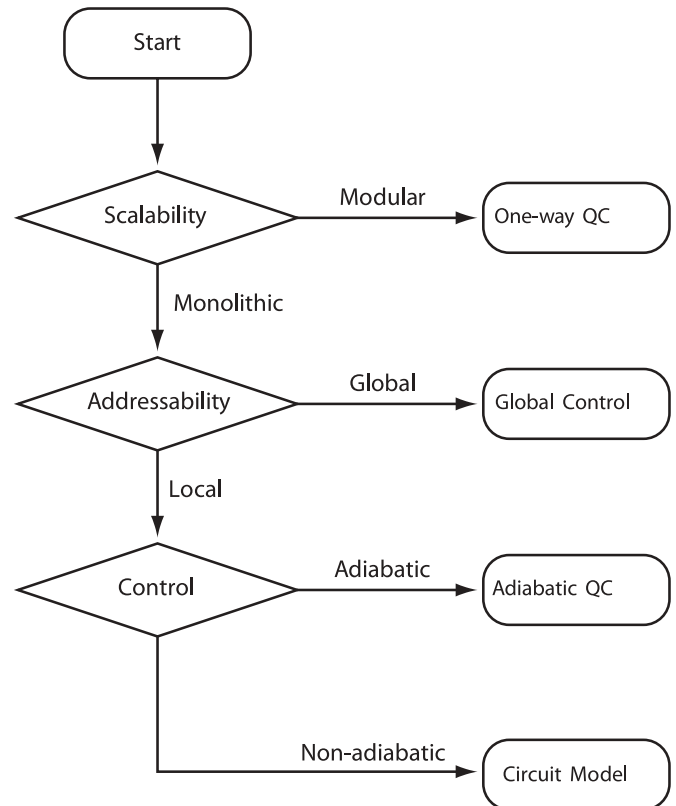 Start
Scalability
Modular
One-way QC
Monolithic
Addressability
Global
Global Control
Local
Control
Adiabatic
Adiabatic QC
Non-adiabatic
Circuit Model